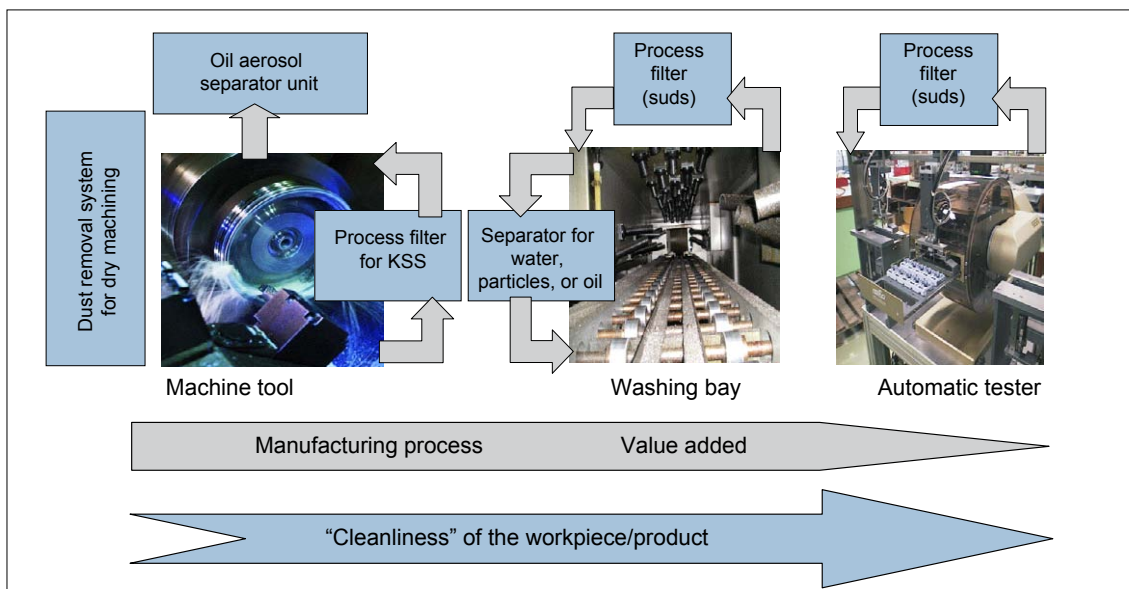 Oil aerosol
separator unit
Process
filter
(suds)
Process
filter
(suds)
Dust removal system
for dry machining
Process filter
for KSS
Separator for
water,
particles, or oil
Machine tool
Washing bay
Automatic tester
Manufacturing process
Value added
“Cleanliness” of the workpiece/product